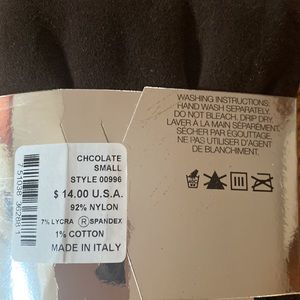 WASHING INSTRUCTIONS:
HAND WASH SEPARATELY,
DO NOT BLEACH, DRIP DRY
LAVER À LA MAIN SÉPAREMENT.
SÉCHER PAR ÉGOUTTAGE.
NE PAS UTILISER D'AGENT
DE BLANCHIMENT.
CHCOLATE
SMALL
STYLE 00996
$ 14.00 U.S.A.
92% NYLON
7% LYCRA ® SPANDEX
1% COTTON
MADE IN ITALY